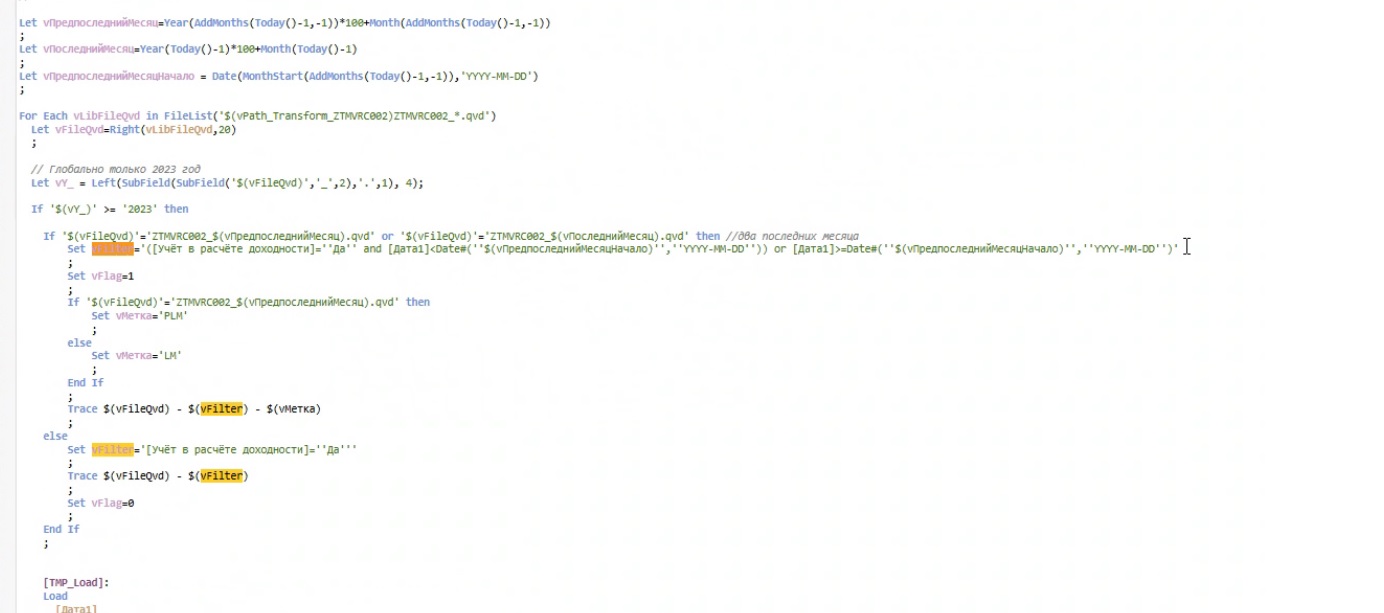 Let vПредпоследнийМесяц=Year(AddMonths(Today()-1,-1))*100+Month(AddMonths(Today()-1,-1))
;
Let vПоследнийМесяц=Year(Today()-1)*100+Month(Today()-1)
;
Let vПредпоследнийМесяцНачало = Date(MonthStart(AddMonths(Today()-1,-1)),'YYYY-MM-DD')
;
For Each vLibFileQvd in FileList('$(vPath_Transform_ZTMVRC002)ZTMVRC002_*.qvd')
Let vFileQvd=Right(vLibFileQvd,20)
;
// Глобально только 2023 год
Let vY_ = Left(SubField(SubField('$(vFileQvd)','_',2),'.',1), 4);
If '$(vY_)' >= '2023' then
If '$(vFileQvd)'='ZTMVRC002_$(vПредпоследнийМесяц).qvd' or '$(vFileQvd)'='ZTMVRC002_$(vПоследнийМесяц).qvd' then //два последних месяца
Set vFilter='([Учёт в расчёте доходности]=''Да'' and [Дата1]<Date#(''$(vПредпоследнийМесяцНачало)'',''YYYY-MM-DD'')) or [Дата1]>=Date#(''$(vПредпоследнийМесяцНачало)'',''YYYY-MM-DD'')'
;
Set vFlag=1
;
If '$(vFileQvd)'='ZTMVRC002_$(vПредпоследнийМесяц).qvd' then
Set vМетка='PLM'
;
else
Set vМетка='LM'
;
End If
;
Trace $(vFileQvd) - $(vFilter) - $(vМетка)
;
else
Set vFilter='[Учёт в расчёте доходности]=''Да'''
;
Trace $(vFileQvd) - $(vFilter)
;
Set vFlag=0
;
End If
;
[TMP_Load]:
Load
[Дата1]